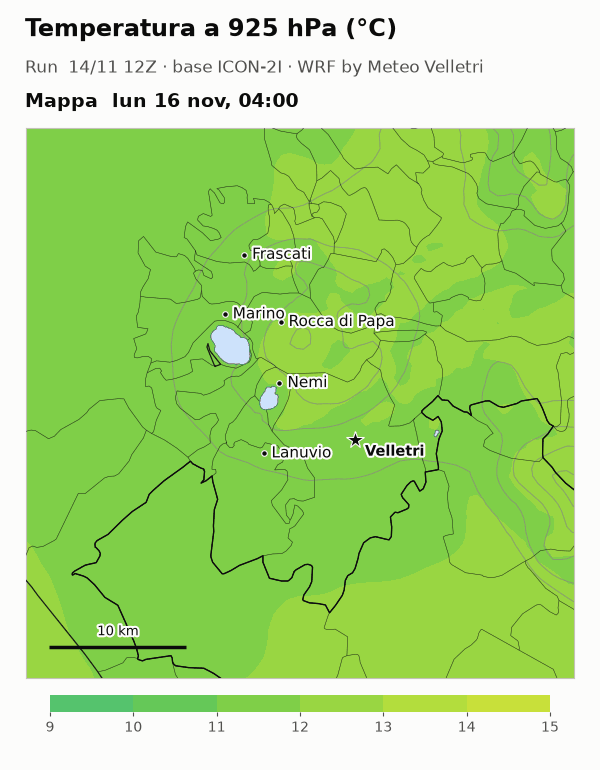 Temperatura a 925 hPa (°C)
Run  14/11 12Z · base ICON-2I · WRF by Meteo Velletri
Mappa  lun 16 nov, 04:00
Frascati
Marino
Rocca di Papa
Nemi
Velletri
Lanuvio
10 km
9 10 11 12 13 14 15